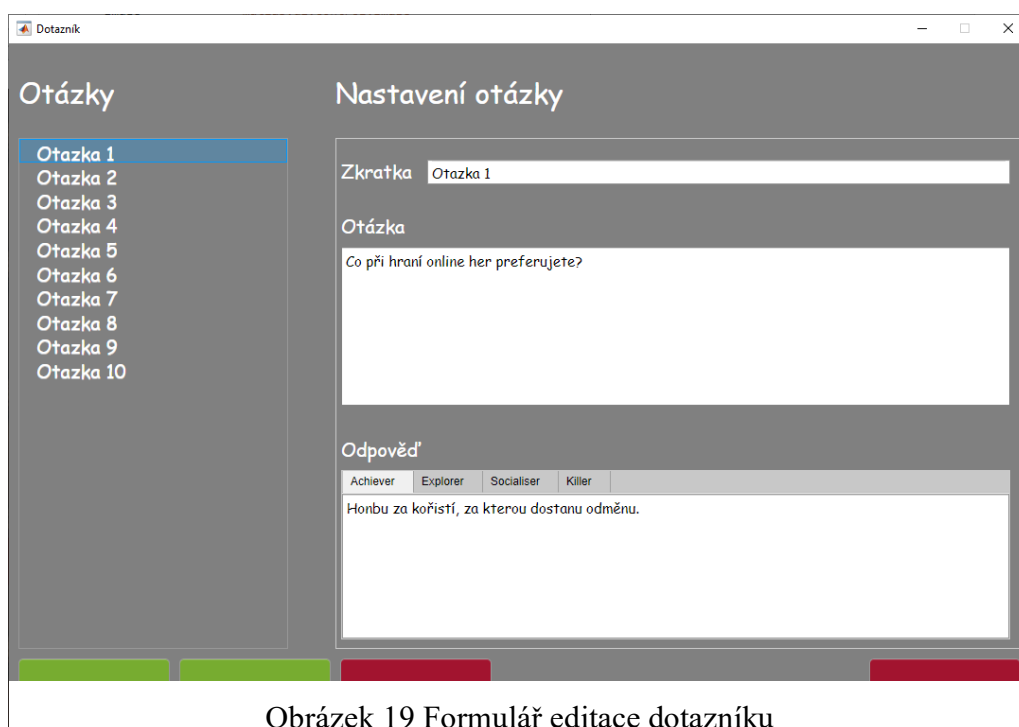 Dotazník
Otázky
Nastavení otázky
Otazka 1
Otazka 2
Otazka 3
Otazka 4
Otazka 5
Otazka 6
Otazka 7
Otazka 8
Otazka 9
Otazka 10
Zkratka Otazka 1
Otázka
Co při hraní online her preferujete?
Odpověď
Achiever Explorer Socialiser Killer
Honbu za kořistí, za kterou dostanu odměnu.
Obrázek 19 Formulář editace dotazníku